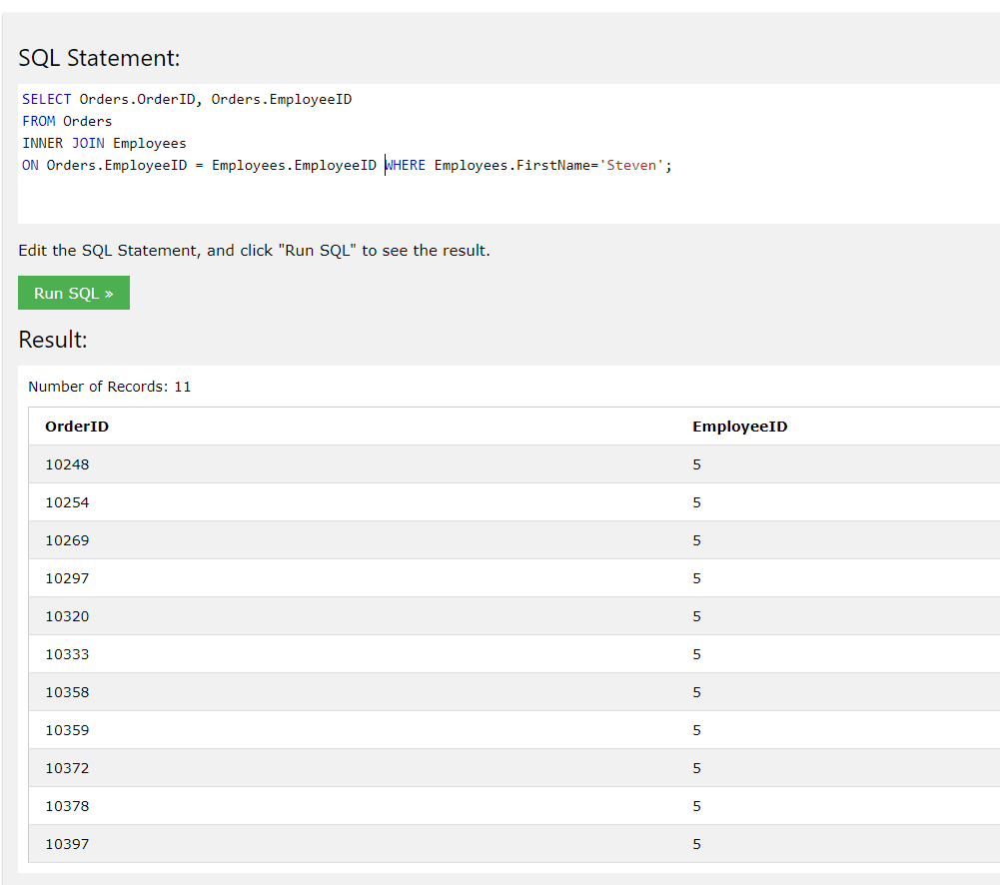 SQL Statement:
SELECT Orders.OrderID, Orders.EmployeeID
FROM Orders
INNER JOIN Employees
ON Orders.EmployeeID = Employees.EmployeeID WHERE Employees.FirstName='Steven';
Edit the SQL Statement, and click "Run SQL" to see the result.
Run SQL »
Result:
Number of Records: 11
OrderID EmployeeID
10248 5
10254 5
10269 5
10297 5
10320 5
10333 5
10358 5
10359 5
10372 5
10378 5
10397 5